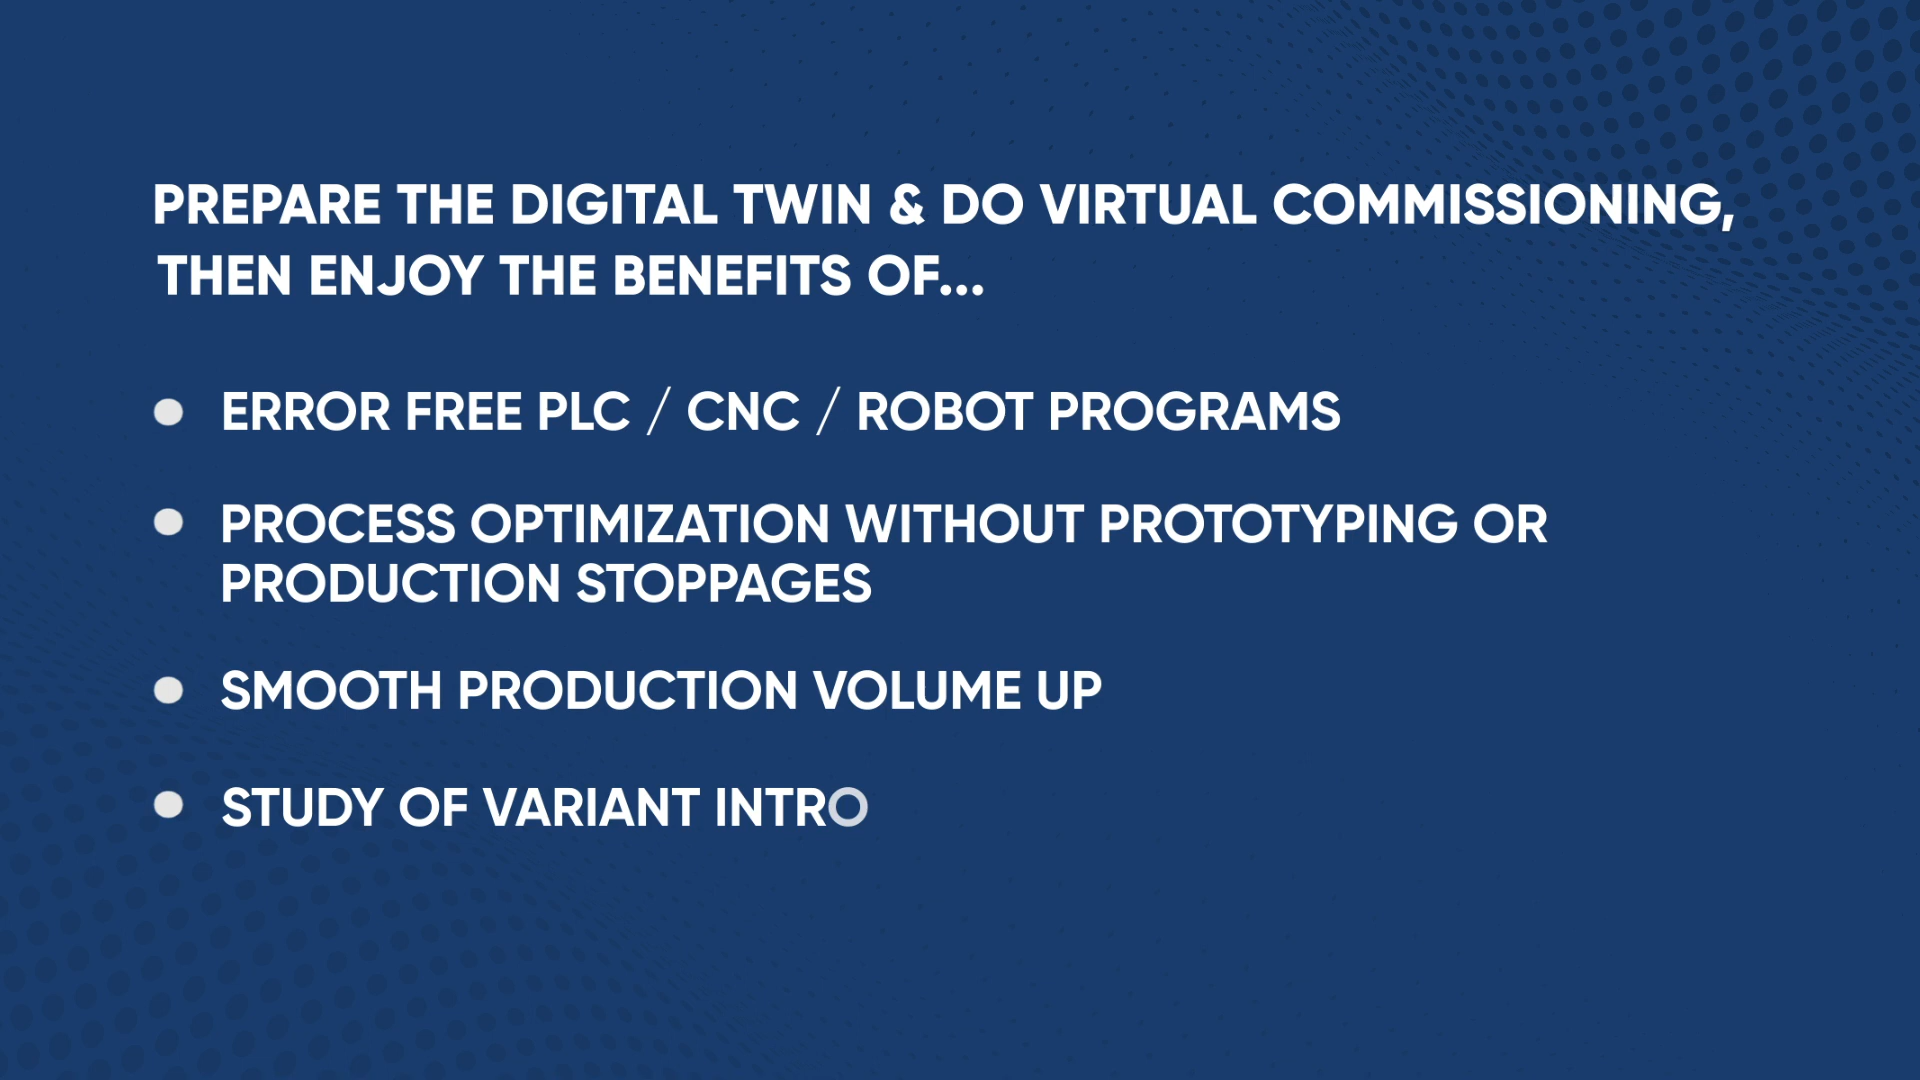 PREPARE THE DIGITAL TWIN & DO VIRTUAL COMMISSIONING,
THEN ENJOY THE BENEFITS OF...
ERROR FREE PLC / CNC / ROBOT PROGRAMS
PROCESS OPTIMIZATION WITHOUT PROTOTYPING OR
PRODUCTION STOPPAGES
SMOOTH PRODUCTION VOLUME UP
STUDY OF VARIANT INTRO